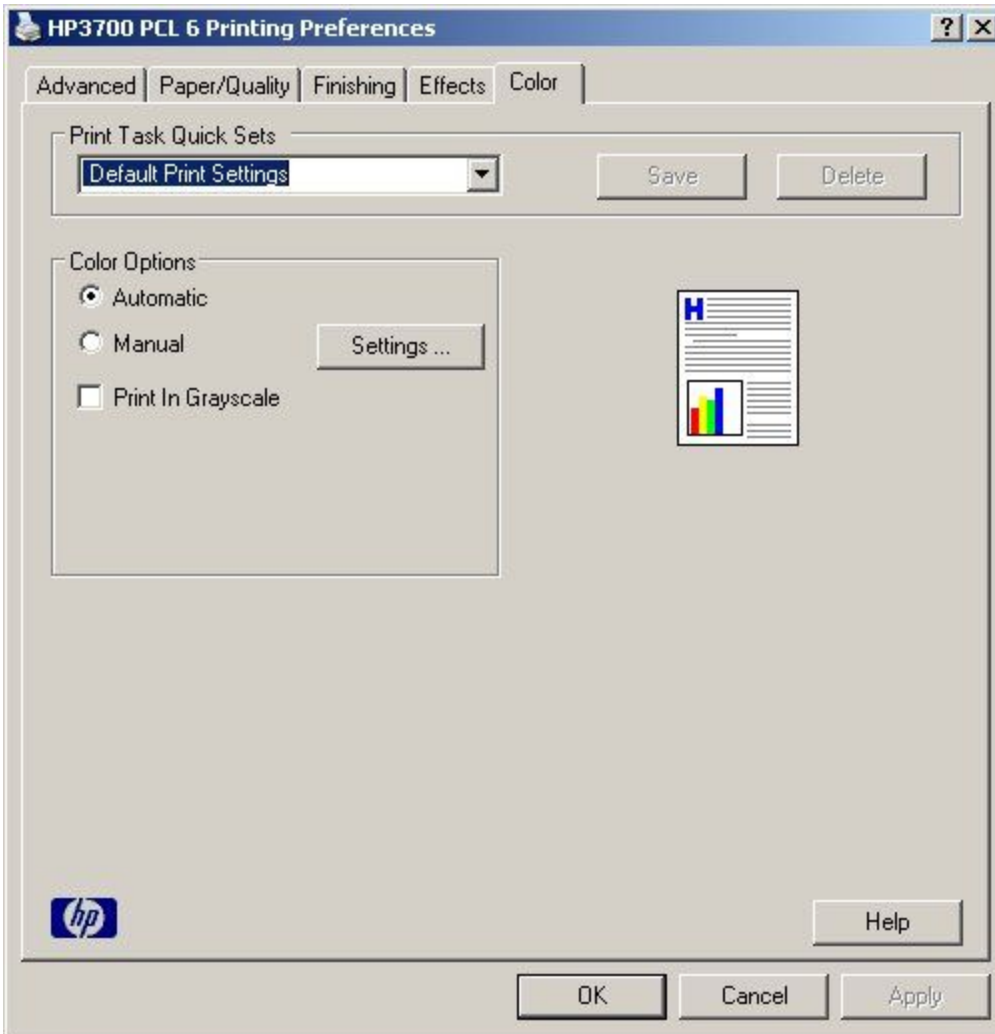 HP3700 PCL 6 Printing Preferences
Advanced Paper/Quality Finishing Effects Color
Print Task Quick Sets
Default Print Settings Save Delete
Color Options
Automatic
Manual Settings ...
Print In Grayscale
H
hp Help
OK Cancel Apply